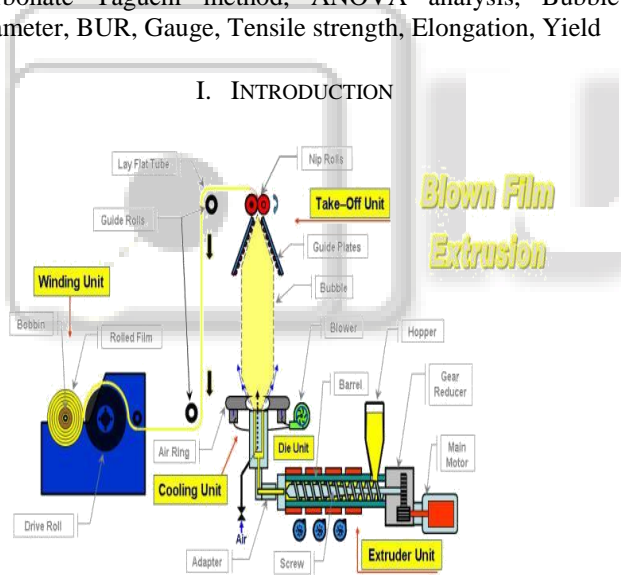 Taguchi method, ANOVA analysis, Bubble
BUR, Gauge, Tensile strength, Elongation, Yield
I. INTRODUCTION
Lay Flat Tube
Nip Rolls
Take-Off Unit
Blown Film
Extrusion
Guide Rolls
Guide Plates
Winding Unit
Bubble
Bobbin
Rolled Film
Blower
Hopper
Barrel
Gear
Reducer
Air Ring
Die Unit
Main
Motor
Cooling Unit
Drive Roll
Air
Adapter
Screw
Extruder Unit